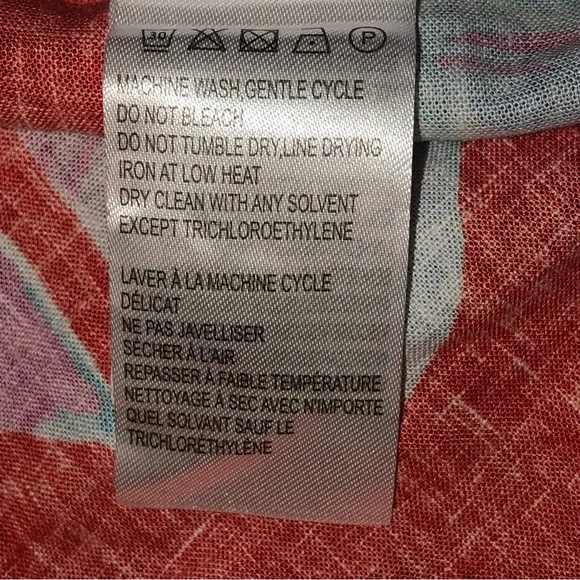 30 P
MACHINE WASH,GENTLE CYCLE
DO NOT BLEACH
DO NOT TUMBLE DRY,LINE DRYING
IRON AT LOW HEAT
DRY CLEAN WITH ANY SOLVENT
EXCEPT TRICHLOROETHYLENE
LAVER À LA MACHINE CYCLE
DÉLICAT
NE PAS JAVELLISER
SÉCHER À L'AIR
REPASSER À FAIBLE TEMPÉRATURE
NETTOYAGE À SEC AVEC N'IMPORTE
QUEL SOLVANT SAUF LE
TRICHLORÉTHYLÈNE